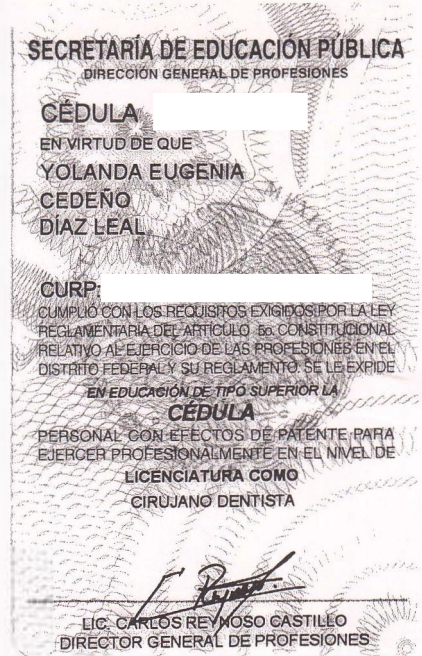 SECRETARÍA DE EDUCACIÓN PÚBLICA
DIRECCIÓN GENERAL DE PROFESIONES
CÉDULA
EN VIRTUD DE QUE
YOLANDA EUGENIA
CEDEÑO
DÍAZ LEAL
MEXICANOS
CURP:
CUMPLIÓ CON LOS REQUISITOS EXIGIDOS POR LA LEY
REGLAMENTARIA DEL ARTÍCULO 5o. CONSTITUCIONAL
RELATIVO AL EJERCICIO DE LAS PROFESIONES EN EL
DISTRITO FEDERAL Y SU REGLAMENTO, SE LE EXPIDE
EN EDUCACIÓN DE TIPO SUPERIOR LA
CÉDULA
PERSONAL CON EFECTOS DE PATENTE PARA
EJERCER PROFESIONALMENTE EN EL NIVEL DE
LICENCIATURA COMO
CIRUJANO DENTISTA
LIC. CARLOS REYNOSO CASTILLO
DIRECTOR GENERAL DE PROFESIONES